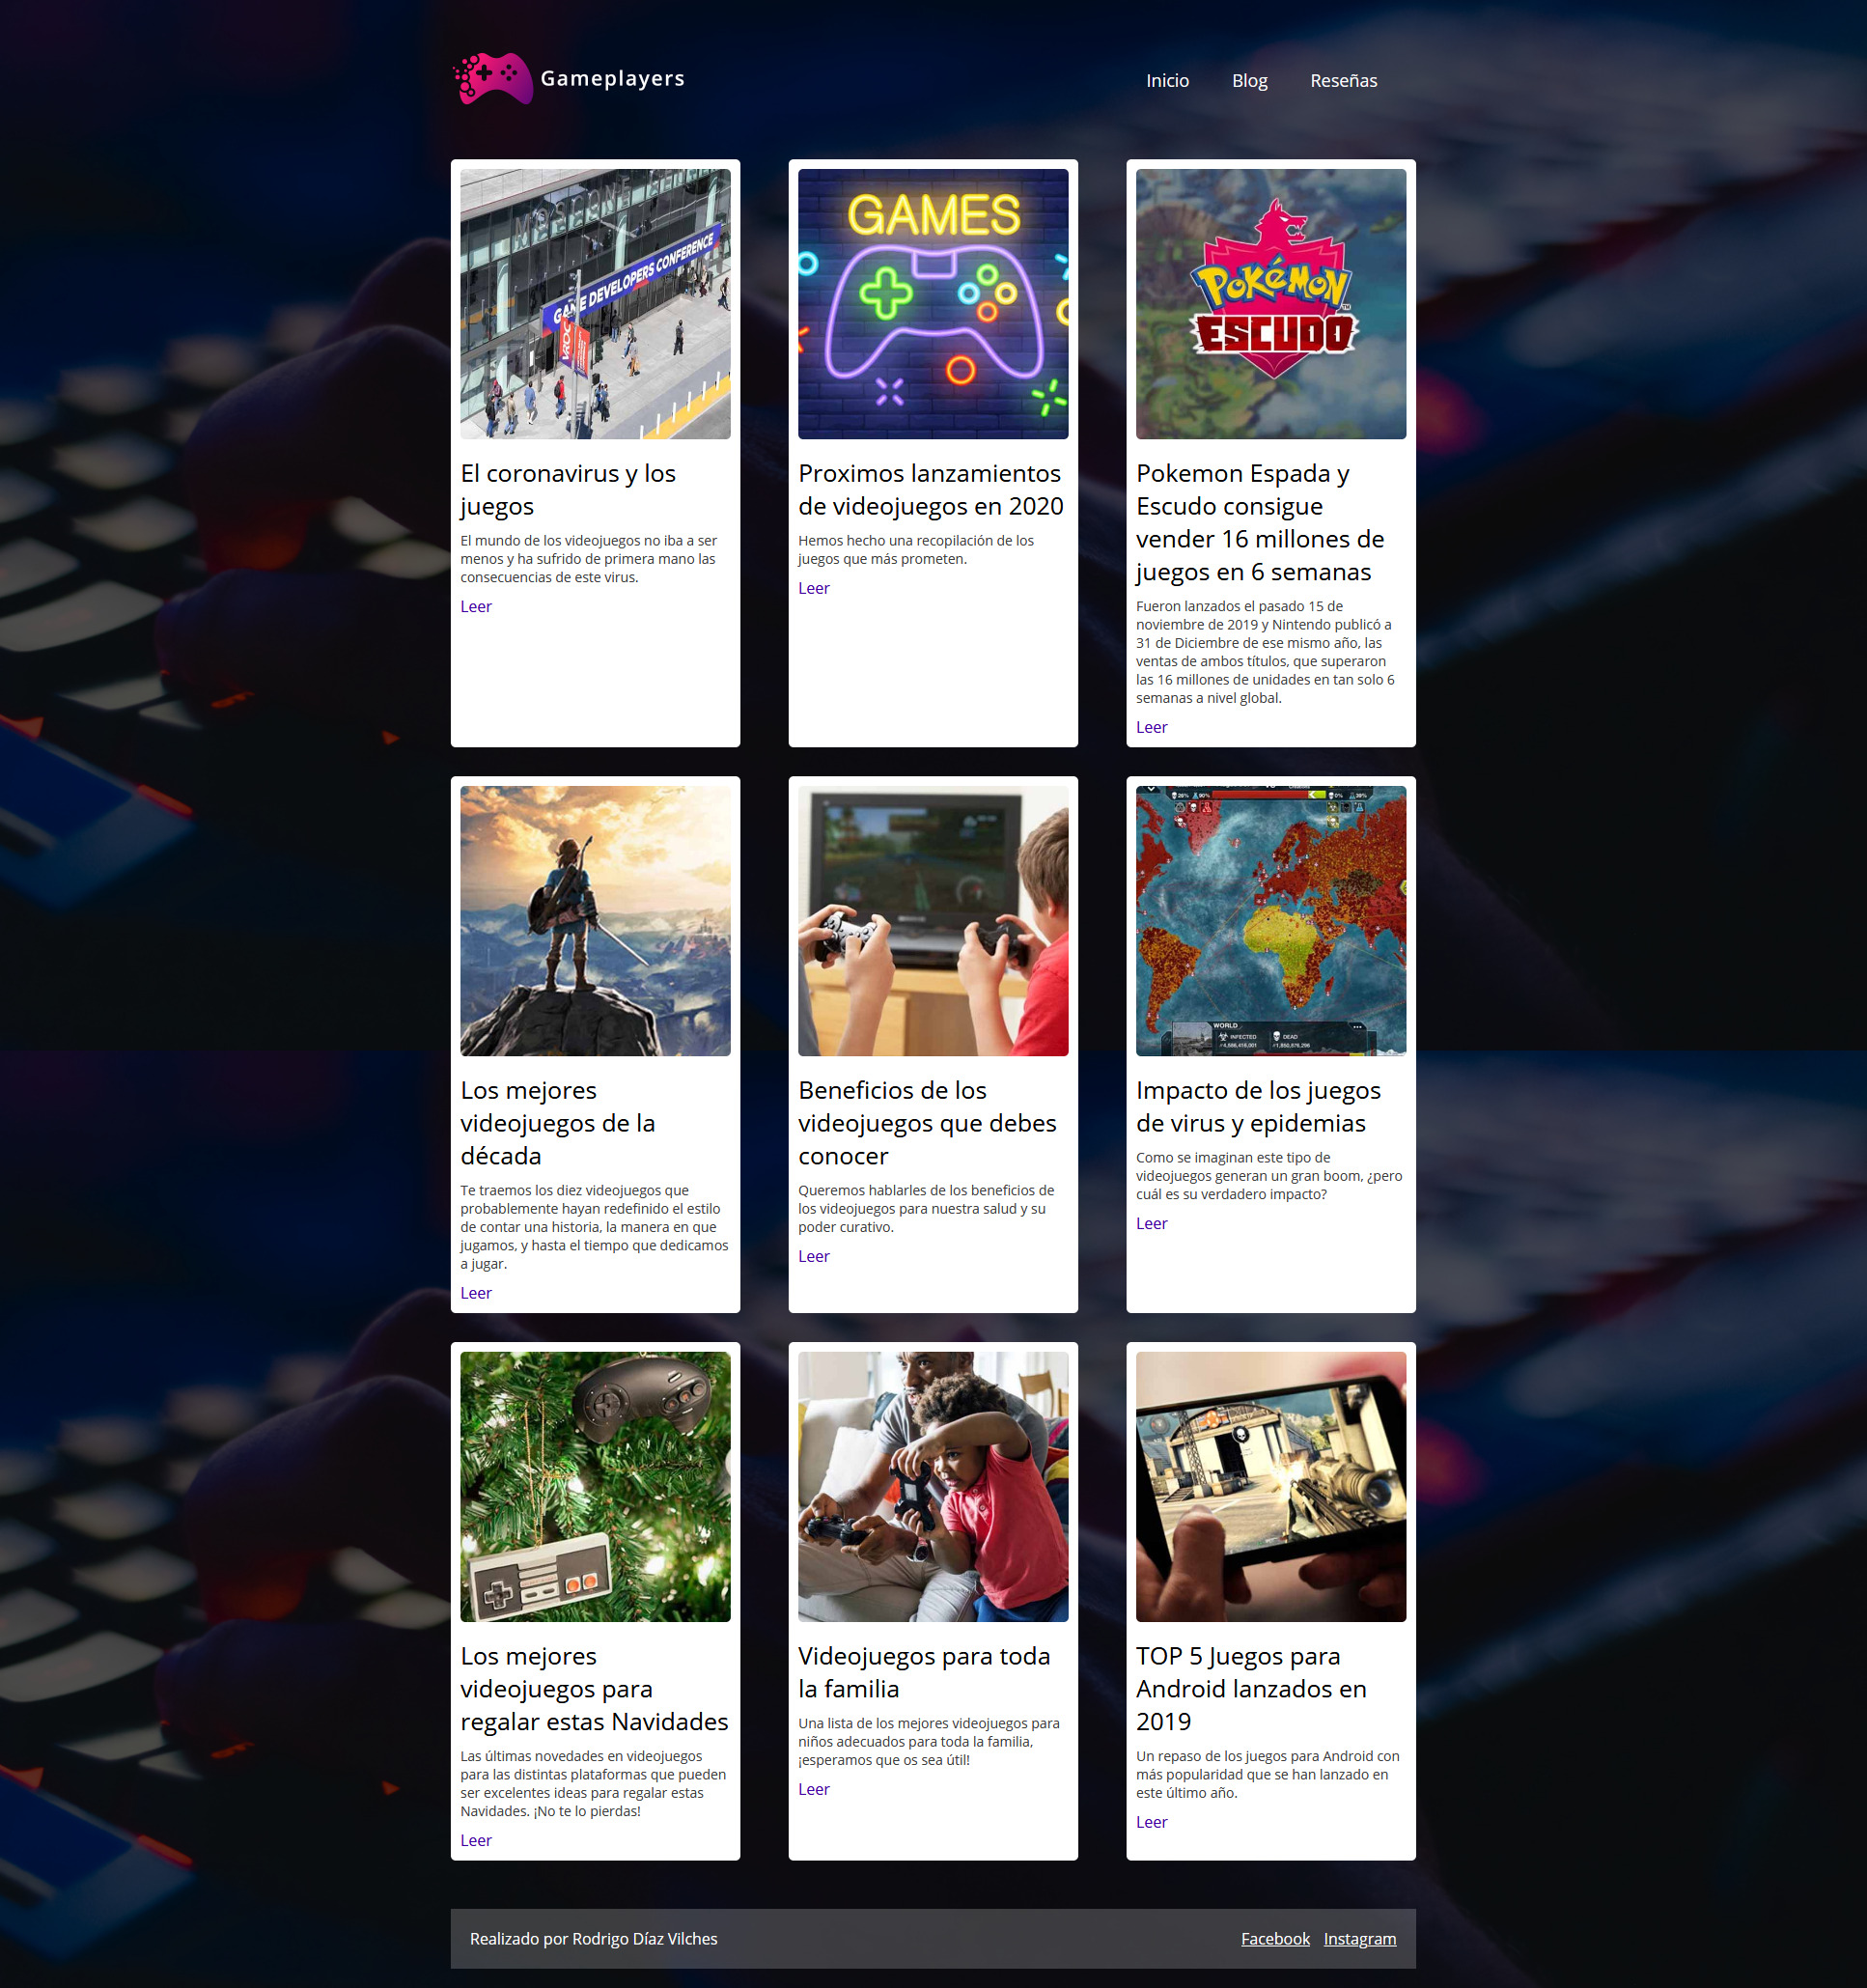 Gameplayers
Inicio Blog Reseñas
MOSCONE
GAME DEVELOPERS CONFERENCE
VRDC
El coronavirus y los
juegos
El mundo de los videojuegos no iba a ser
menos y ha sufrido de primera mano las
consecuencias de este virus.
Leer
GAMES
Proximos lanzamientos
de videojuegos en 2020
Hemos hecho una recopilación de los
juegos que más prometen.
Leer
POKéMON
ESCUDO
Pokemon Espada y
Escudo consigue
vender 16 millones de
juegos en 6 semanas
Fueron lanzados el pasado 15 de
noviembre de 2019 y Nintendo publicó a
31 de Diciembre de ese mismo año, las
ventas de ambos títulos, que superaron
las 16 millones de unidades en tan solo 6
semanas a nivel global.
Leer
Los mejores
videojuegos de la
década
Te traemos los diez videojuegos que
probablemente hayan redefinido el estilo
de contar una historia, la manera en que
jugamos, y hasta el tiempo que dedicamos
a jugar.
Leer
Beneficios de los
videojuegos que debes
conocer
Queremos hablarles de los beneficios de
los videojuegos para nuestra salud y su
poder curativo.
Leer
WORLD
INFECTED DEAD
Impacto de los juegos
de virus y epidemias
Como se imaginan este tipo de
videojuegos generan un gran boom, ¿pero
cuál es su verdadero impacto?
Leer
Los mejores
videojuegos para
regalar estas Navidades
Las últimas novedades en videojuegos
para las distintas plataformas que pueden
ser excelentes ideas para regalar estas
Navidades. ¡No te lo pierdas!
Leer
Videojuegos para toda
la familia
Una lista de los mejores videojuegos para
niños adecuados para toda la familia,
¡esperamos que os sea útil!
Leer
TOP 5 Juegos para
Android lanzados en
2019
Un repaso de los juegos para Android con
más popularidad que se han lanzado en
este último año.
Leer
Realizado por Rodrigo Díaz Vilches
Facebook Instagram